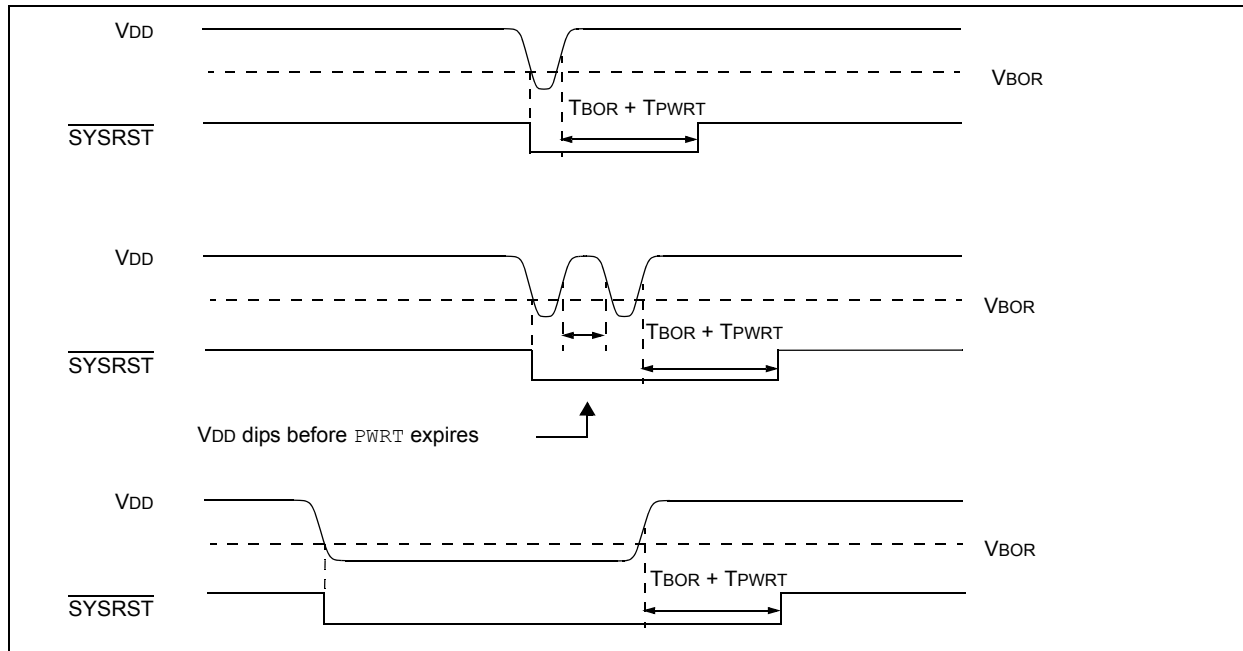 VDD
VBOR
TBOR + TPWRT
SYSRST
VDD
VBOR
TBOR + TPWRT
SYSRST
VDD dips before PWRT expires
VDD
VBOR
TBOR + TPWRT
SYSRST